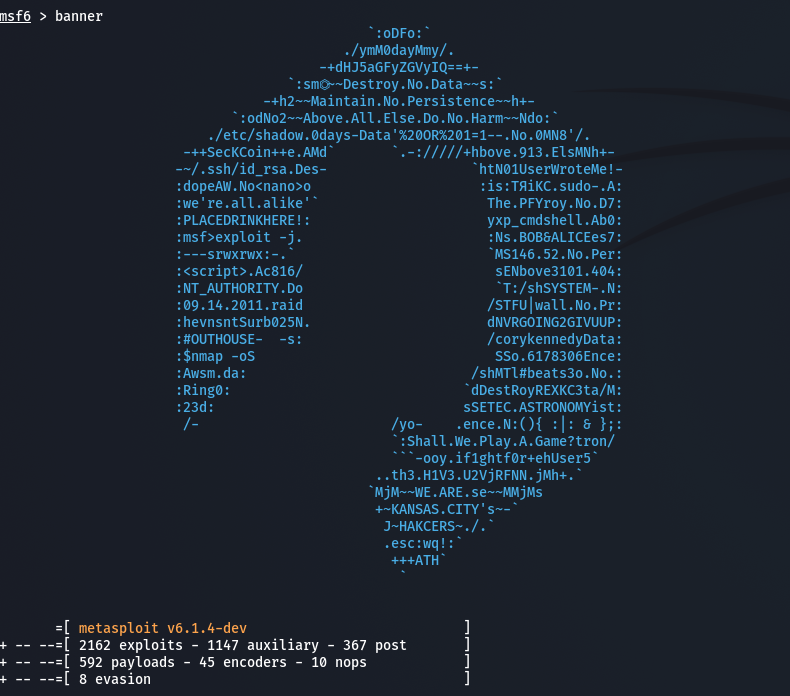 msf6 > banner
`:oDFo:`
./ymM0dayMmy/.
-+dHJ5aGFyZGVyIQ==+-
`:sm⏣~~Destroy.No.Data~~s:`
-+h2~~Maintain.No.Persistence~~h+-
`:odNo2~~Above.All.Else.Do.No.Harm~~Ndo:`
./etc/shadow.0days-Data'%20OR%201=1--.No.0MN8'/.
-++SecKCoin++e.AMd` `.-://///+hbove.913.ElsMNh+-
-~/.ssh/id_rsa.Des- `htN01UserWroteMe!-
:dopeAW.No<nano>o :is:TЯiKC.sudo-.A:
:we're.all.alike'` The.PFYroy.No.D7:
:PLACEDRINKHERE!: yxp_cmdshell.Ab0:
:msf>exploit -j. :Ns.BOB&ALICEes7:
:---srwxrwx:-.` `MS146.52.No.Per:
:<script>.Ac816/ sENbove3101.404:
:NT_AUTHORITY.Do `T:/shSYSTEM-.N:
:09.14.2011.raid /STFU|wall.No.Pr:
:hevnsntSurb025N. dNVRGOING2GIVUUP:
:#OUTHOUSE- -s: /corykennedyData:
:$nmap -oS SSo.6178306Ence:
:Awsm.da: /shMTl#beats3o.No.:
:Ring0: `dDestRoyREXKC3ta/M:
:23d: sSETEC.ASTRONOMYist:
/- /yo- .ence.N:(){ :|: & };:
`:Shall.We.Play.A.Game?tron/
```-ooy.if1ghtf0r+ehUser5`
..th3.H1V3.U2VjRFNN.jMh+.`
`MjM~~WE.ARE.se~~MMjMs
+~KANSAS.CITY's~-`
J~HAKCERS~./.`
.esc:wq!:`
+++ATH`
`
=[ metasploit v6.1.4-dev ]
+ -- --=[ 2162 exploits - 1147 auxiliary - 367 post ]
+ -- --=[ 592 payloads - 45 encoders - 10 nops ]
+ -- --=[ 8 evasion ]